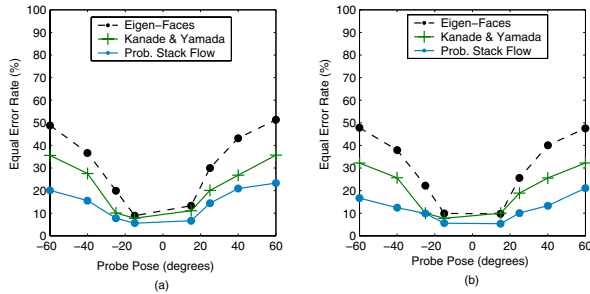 Eigen-Faces
Kanade & Yamada
Prob. Stack Flow
100
90
80
70
60
50
40
30
20
10
0
Equal Error Rate (%)
-60 -40 -20 0 20 40 60
Probe Pose (degrees)
(a)
Eigen-Faces
Kanade & Yamada
Prob. Stack Flow
100
90
80
70
60
50
40
30
20
10
0
Equal Error Rate (%)
-60 -40 -20 0 20 40 60
Probe Pose (degrees)
(b)